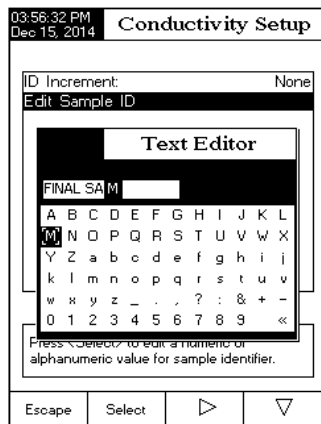 03:56:32 PM
Dec 15, 2014
Conductivity Setup
ID Increment: None
Edit Sample ID
Text Editor
FINAL SAM
A B C D E F G H I J K L
[M] N O P Q R S T U V W X
Y Z a b c d e f g h i j
k l m n o p q r s t u v
w x y z _ . , ? : & + -
0 1 2 3 4 5 6 7 8 9 «
Press <Select> to edit a numeric or
alphanumeric value for sample identifier.
Escape Select ▷ ▽